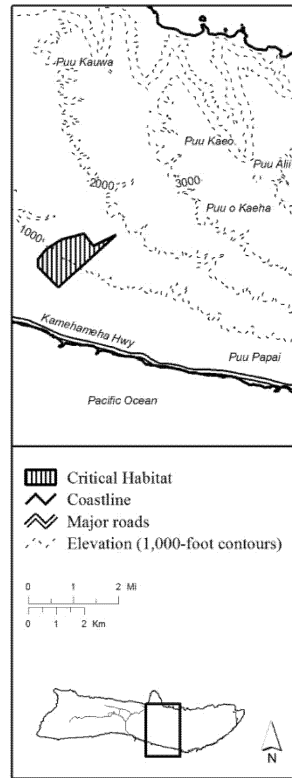 Puu Kauwa
Puu Kaeo
Puu Alii
2000
3000
Puu o Kaeha
1000
Kamehameha Hwy
Puu Papai
Pacific Ocean
Critical Habitat
Coastline
Major roads
Elevation (1,000-foot contours)
0 1 2 Mi
0 1 2 Km
N